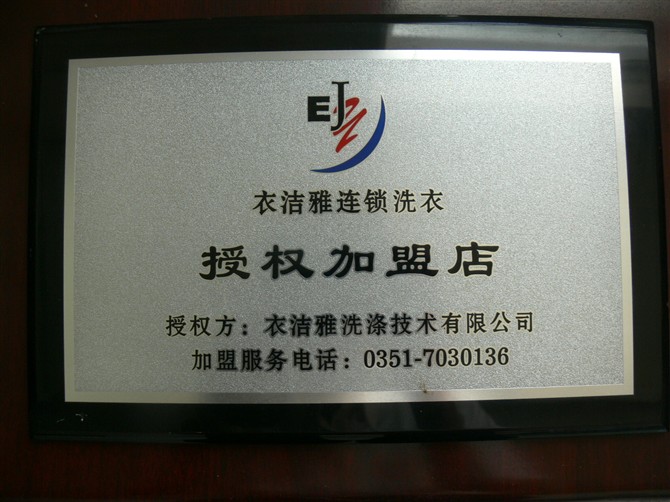 EJ
衣洁雅连锁洗衣
授权加盟店
授权方：衣洁雅洗涤技术有限公司
加盟服务电话：0351-7030136